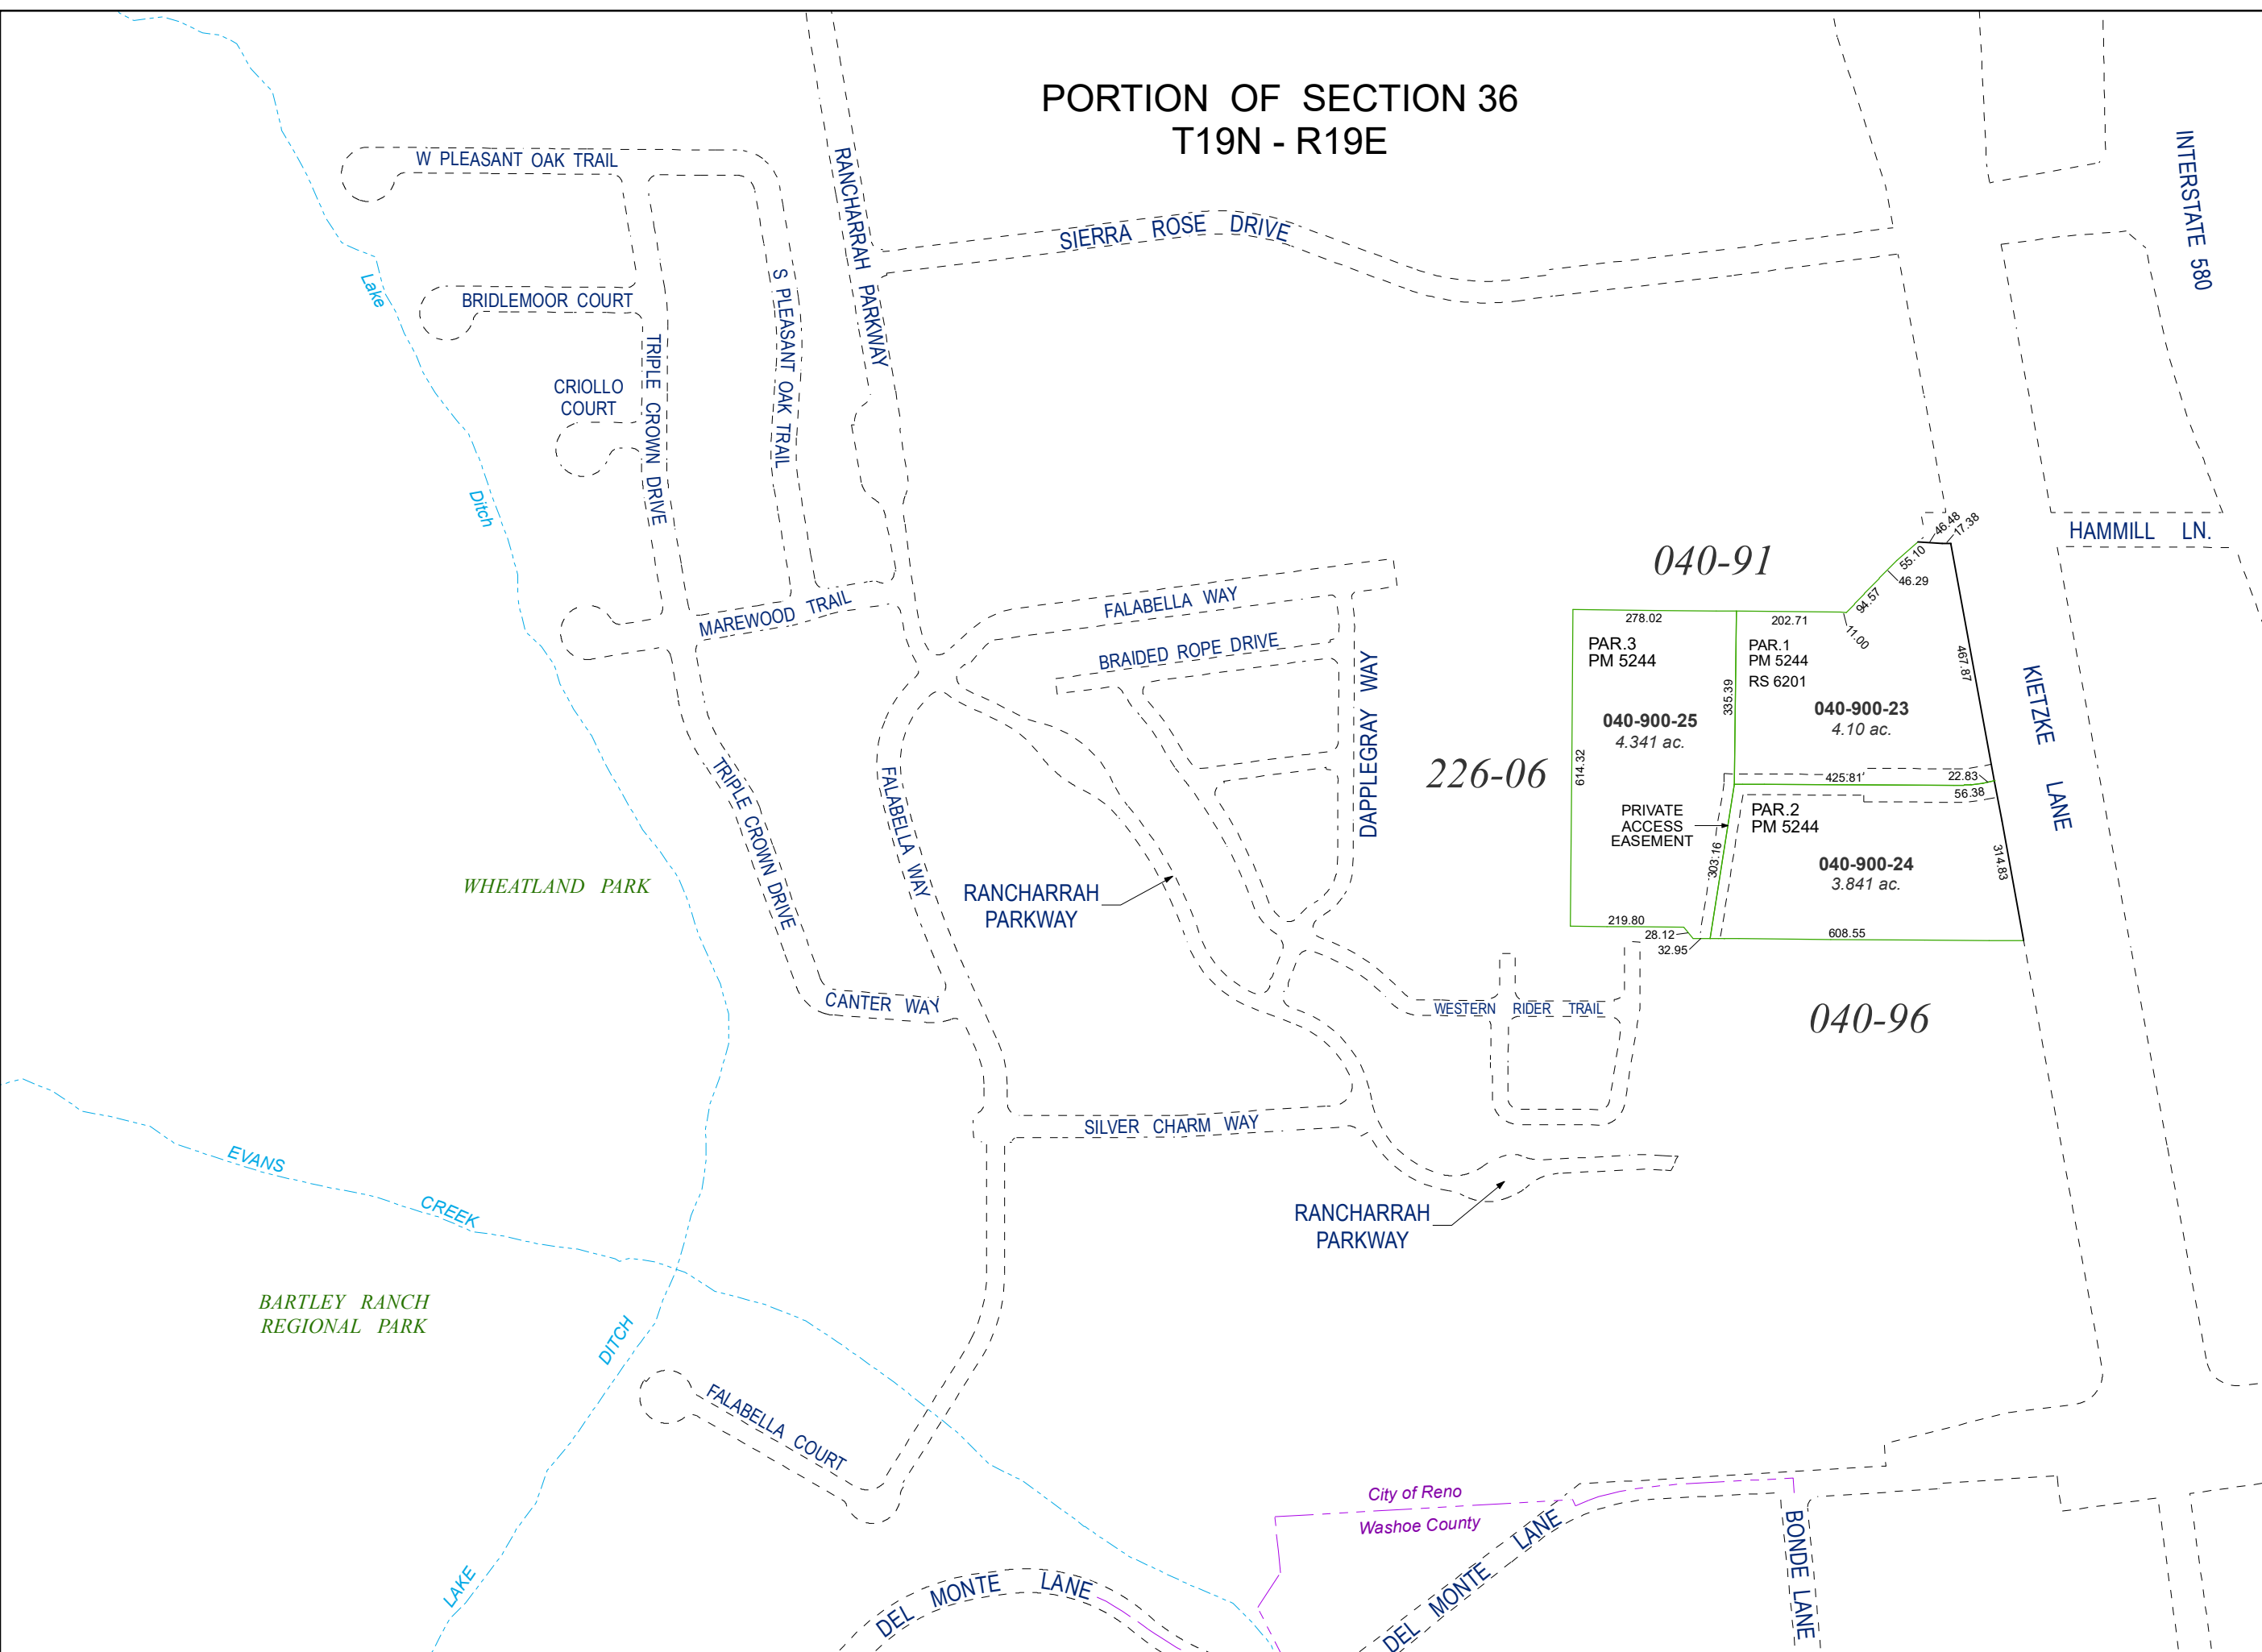 PORTION OF SECTION 36
T19N - R19E
W PLEASANT OAK TRAIL
RANCHARRAH PARKWAY
SIERRA ROSE DRIVE
INTERSTATE 580
Lake
BRIDLEMOOR COURT
S PLEASANT OAK TRAIL
TRIPLE CROWN DRIVE
CRIOLLO
COURT
Ditch
HAMMILL LN.
040-91
46.48
17.38
55.10
46.29
94.57
11.00
278.02
202.71
MAREWOOD TRAIL
FALABELLA WAY
BRAIDED ROPE DRIVE
DAPPLEGRAY WAY
PAR.3
PM 5244
PAR.1
PM 5244
RS 6201
467.87
KIETZKE LANE
335.39
040-900-25
4.341 ac.
040-900-23
4.10 ac.
226-06
614.32
425.81
22.83
56.38
TRIPLE CROWN DRIVE
FALABELLA WAY
PRIVATE
ACCESS
EASEMENT
PAR.2
PM 5244
303.16
040-900-24
3.841 ac.
314.83
WHEATLAND PARK
RANCHARRAH
PARKWAY
219.80
28.12
32.95
608.55
CANTER WAY
WESTERN RIDER TRAIL
040-96
SILVER CHARM WAY
EVANS
CREEK
RANCHARRAH
PARKWAY
BARTLEY RANCH
REGIONAL PARK
DITCH
FALABELLA COURT
LAKE
City of Reno
Washoe County
DEL MONTE LANE
DEL MONTE LANE
BONDE LANE